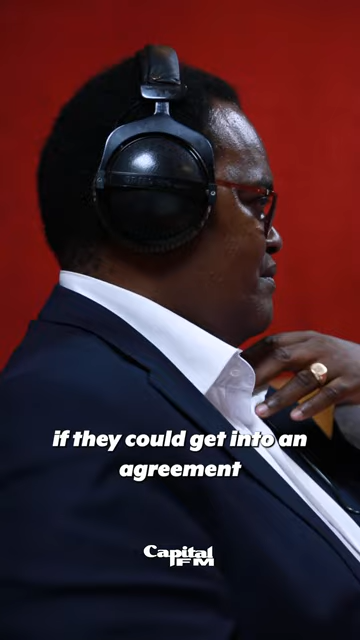 if they could get into an
agreement
Capital
FM